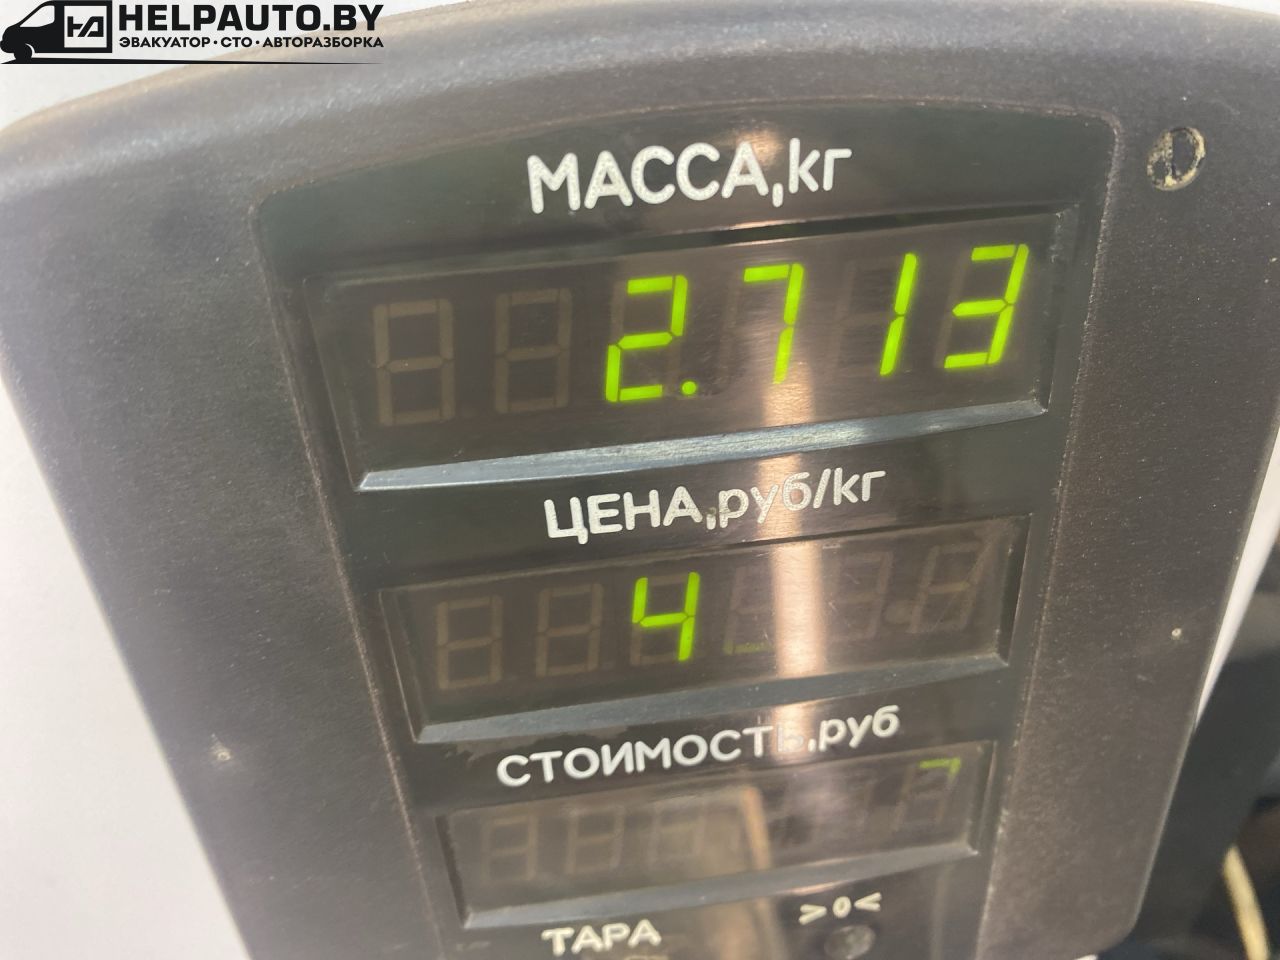 HELPAUTO.BY
ЭВАКУАТОР · СТО · АВТОРАЗБОРКА
МАССА,кг
2.713
ЦЕНА,руб/кг
4
СТОИМОСТЬ,руб
>0<
ТАРА